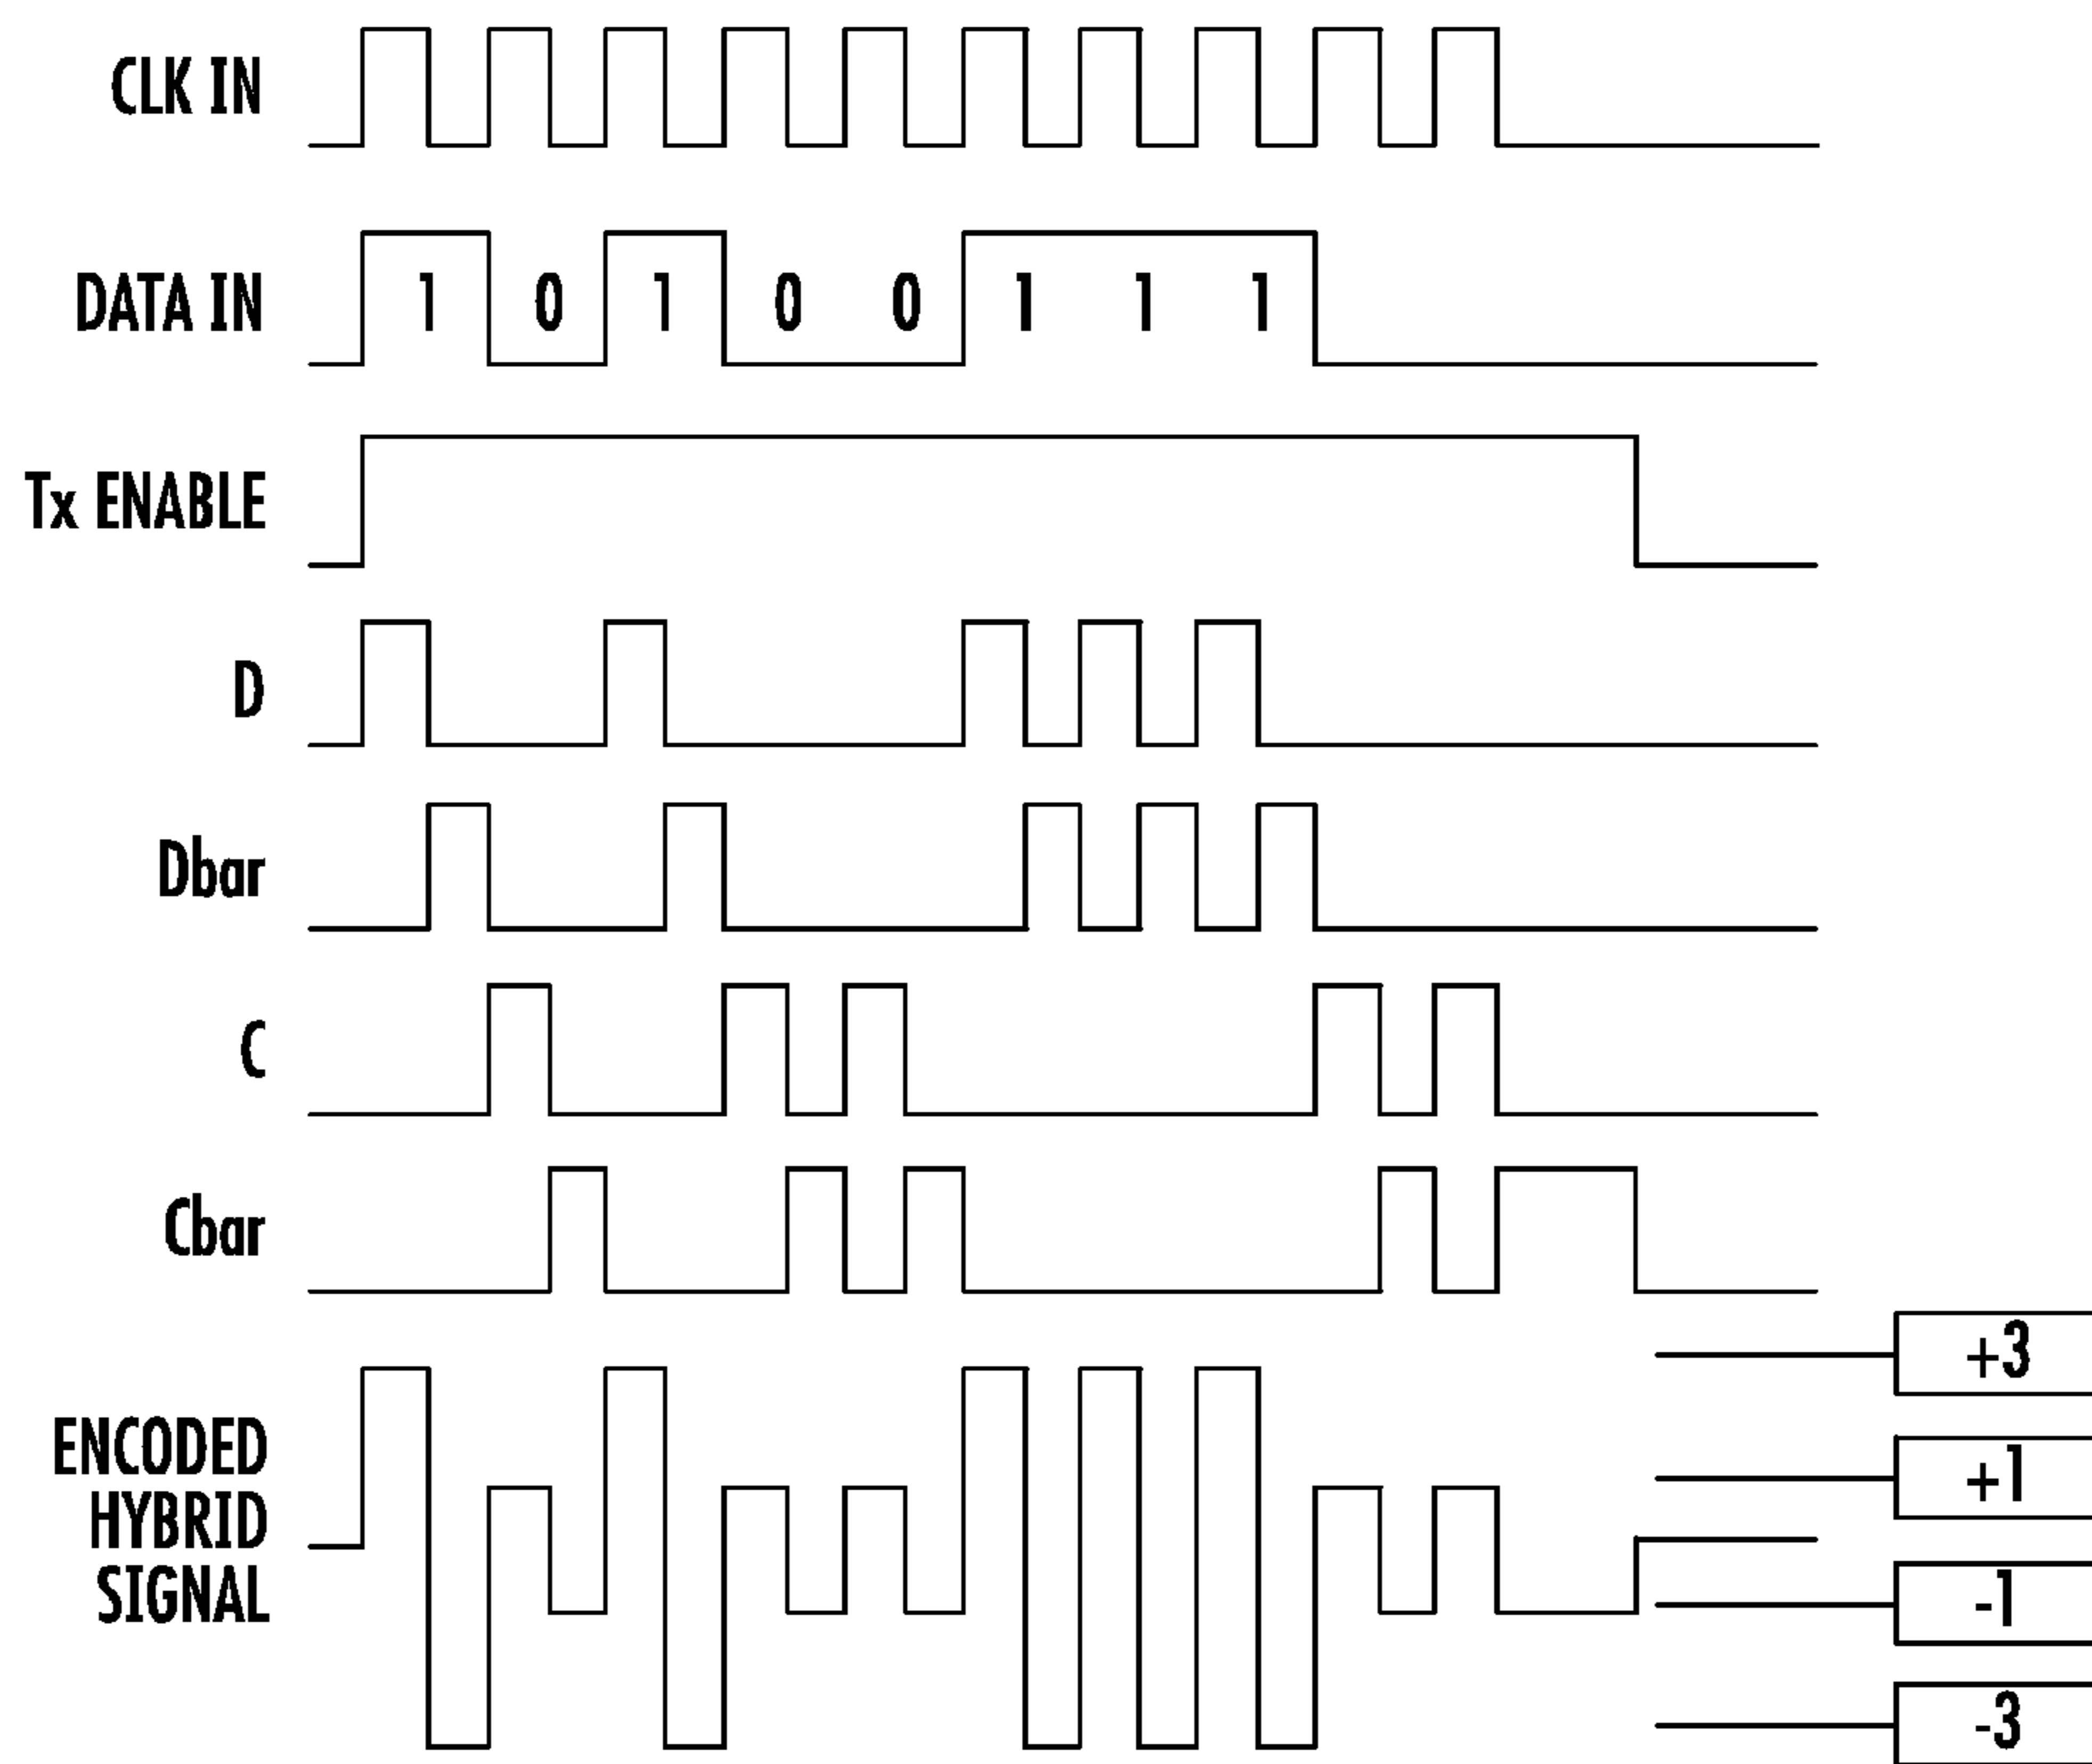 CLK IN
DATA IN
1 0 1 0 0 1 1 1
Tx ENABLE
D
Dbar
C
Cbar
ENCODED
HYBRID
SIGNAL
+3
+1
-1
-3